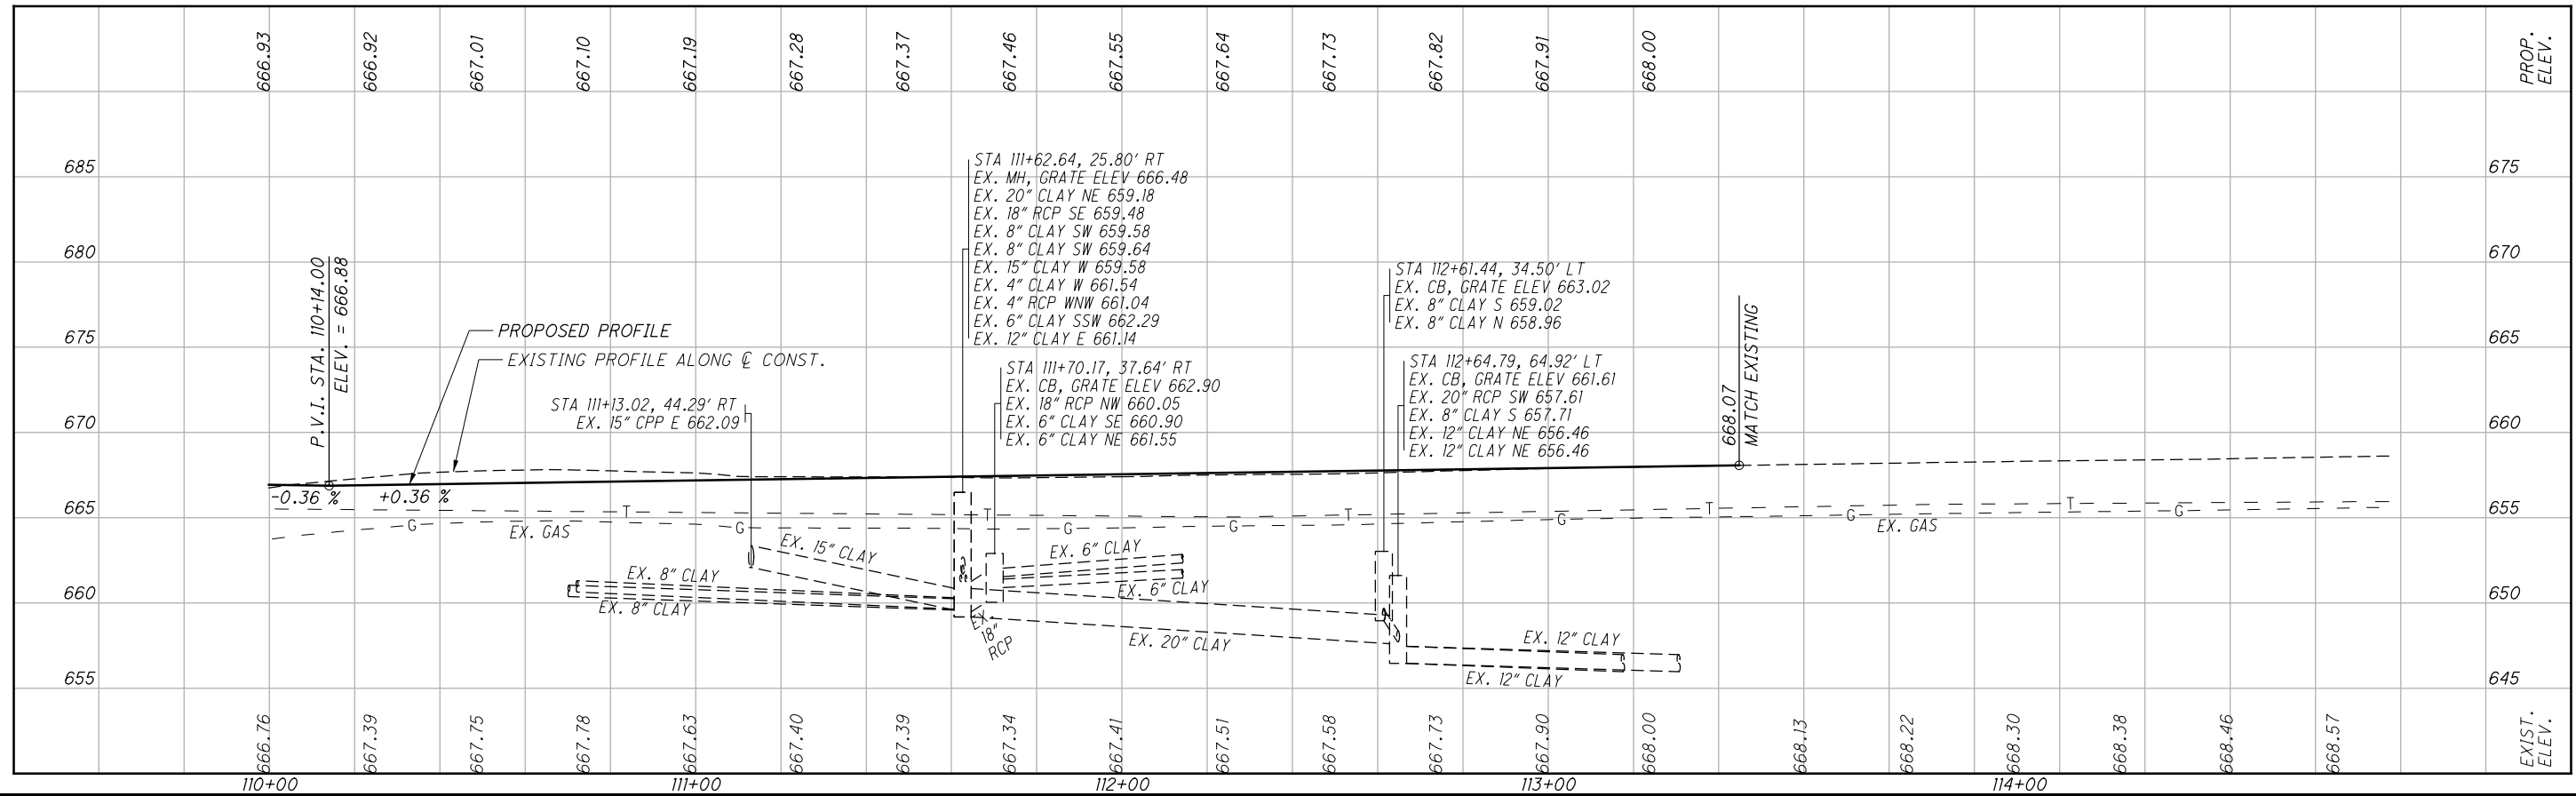 666.93 666.92 667.01 667.10 667.19 667.28 667.37 667.46 667.55 667.64 667.73 667.82 667.91 668.00 PROP. ELEV.
685 675
680 670
675 665
670 660
665 655
660 650
655 645
P.V.I. STA. 110+14.00
ELEV. = 666.88
PROPOSED PROFILE
EXISTING PROFILE ALONG ℄ CONST.
-0.36 %
+0.36 %
STA 111+13.02, 44.29' RT
EX. 15" CPP E 662.09
STA 111+62.64, 25.80' RT
EX. MH, GRATE ELEV 666.48
EX. 20" CLAY NE 659.18
EX. 18" RCP SE 659.48
EX. 8" CLAY SW 659.58
EX. 8" CLAY SW 659.64
EX. 15" CLAY W 659.58
EX. 4" CLAY W 661.54
EX. 4" RCP WNW 661.04
EX. 6" CLAY SSW 662.29
EX. 12" CLAY E 661.14
STA 111+70.17, 37.64' RT
EX. CB, GRATE ELEV 662.90
EX. 18" RCP NW 660.05
EX. 6" CLAY SE 660.90
EX. 6" CLAY NE 661.55
STA 112+61.44, 34.50' LT
EX. CB, GRATE ELEV 663.02
EX. 8" CLAY S 659.02
EX. 8" CLAY N 658.96
STA 112+64.79, 64.92' LT
EX. CB, GRATE ELEV 661.61
EX. 20" RCP SW 657.61
EX. 8" CLAY S 657.71
EX. 12" CLAY NE 656.46
EX. 12" CLAY NE 656.46
668.07
MATCH EXISTING
T T T T T
G G G G G G G
EX. GAS
EX. GAS
EX. 15" CLAY
EX. 8" CLAY
EX. 8" CLAY
EX. 6" CLAY
EX. 6" CLAY
EX.
18"
RCP
EX. 20" CLAY
EX. 12" CLAY
EX. 12" CLAY
666.76 667.39 667.75 667.78 667.63 667.40 667.39 667.34 667.41 667.51 667.58 667.73 667.90 668.00 668.13 668.22 668.30 668.38 668.46 668.57 EXIST. ELEV.
110+00 111+00 112+00 113+00 114+00